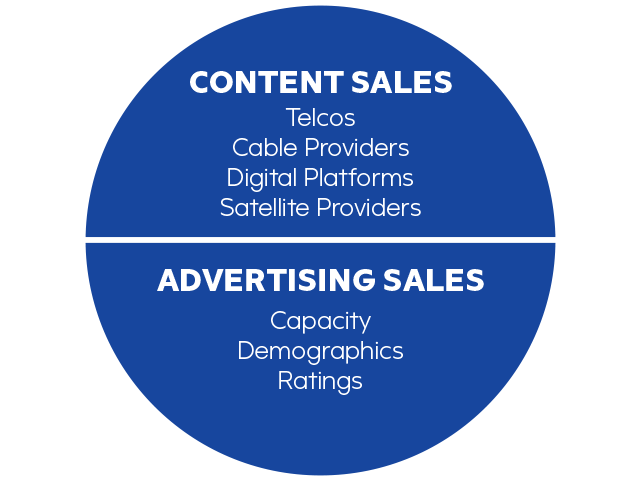 CONTENT SALES
Telcos
Cable Providers
Digital Platforms
Satellite Providers
ADVERTISING SALES
Capacity
Demographics
Ratings